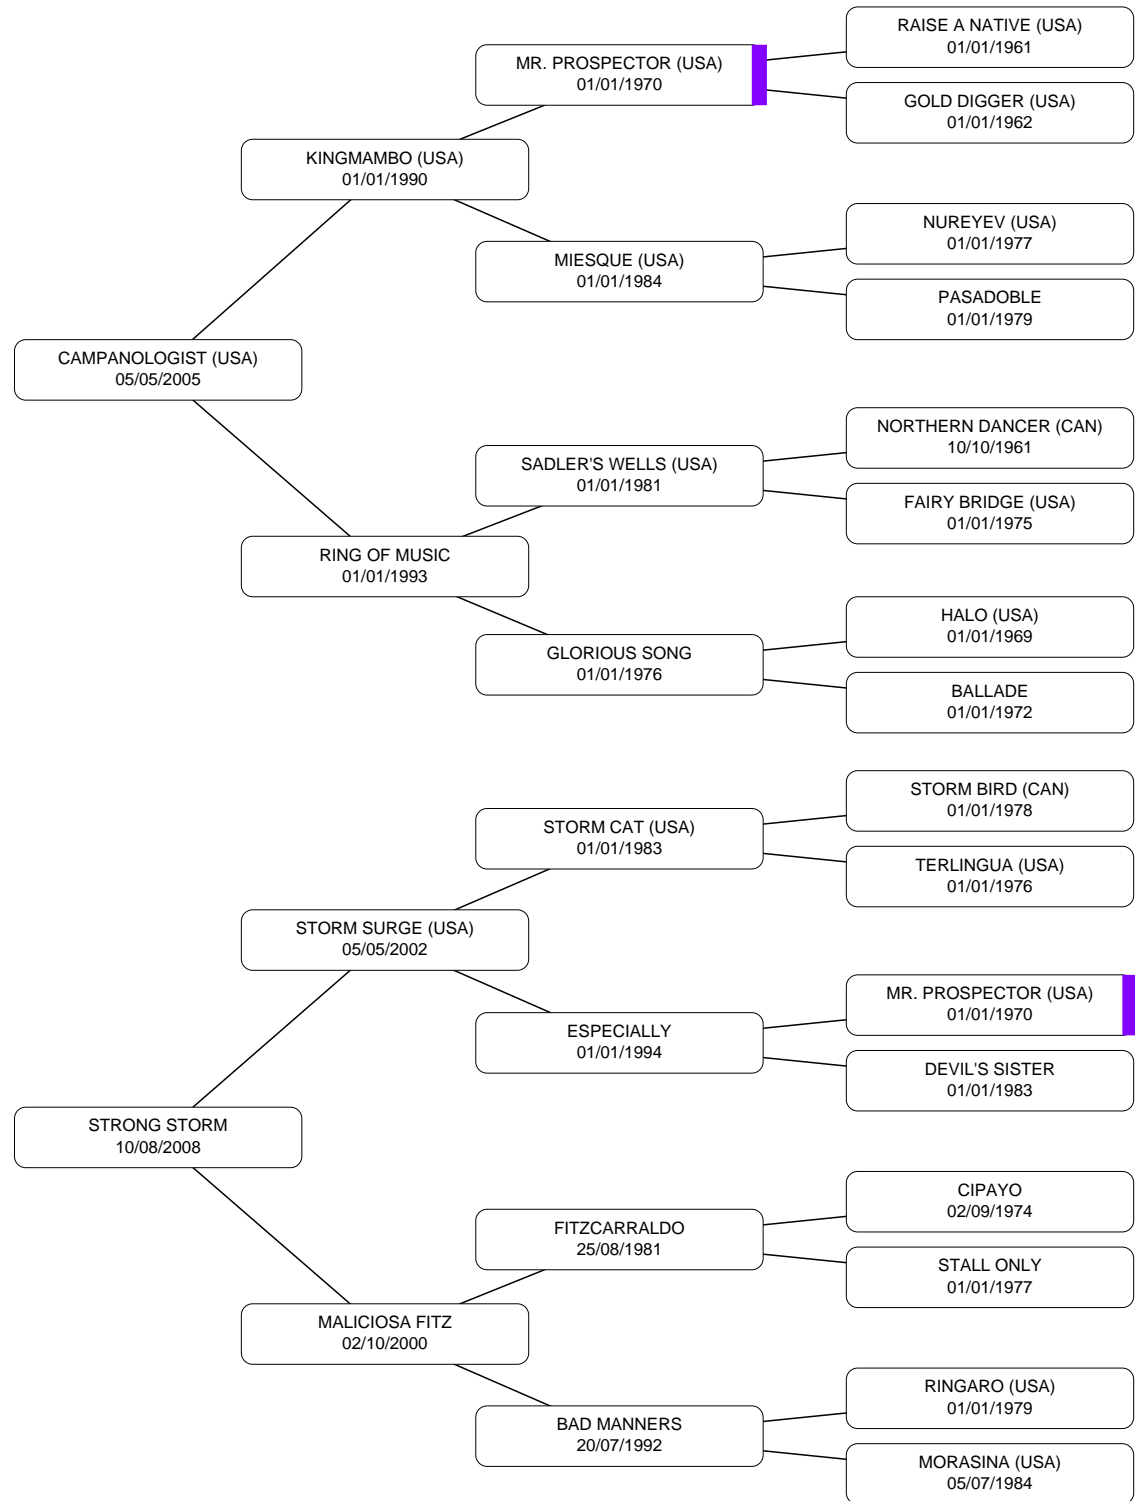 RAISE A NATIVE (USA)
01/01/1961
MR. PROSPECTOR (USA)
01/01/1970
GOLD DIGGER (USA)
01/01/1962
KINGMAMBO (USA)
01/01/1990
NUREYEV (USA)
01/01/1977
MIESQUE (USA)
01/01/1984
PASADOBLE
01/01/1979
CAMPANOLOGIST (USA)
05/05/2005
NORTHERN DANCER (CAN)
10/10/1961
SADLER'S WELLS (USA)
01/01/1981
FAIRY BRIDGE (USA)
01/01/1975
RING OF MUSIC
01/01/1993
HALO (USA)
01/01/1969
GLORIOUS SONG
01/01/1976
BALLADE
01/01/1972
STORM BIRD (CAN)
01/01/1978
STORM CAT (USA)
01/01/1983
TERLINGUA (USA)
01/01/1976
STORM SURGE (USA)
05/05/2002
MR. PROSPECTOR (USA)
01/01/1970
ESPECIALLY
01/01/1994
DEVIL'S SISTER
01/01/1983
STRONG STORM
10/08/2008
CIPAYO
02/09/1974
FITZCARRALDO
25/08/1981
STALL ONLY
01/01/1977
MALICIOSA FITZ
02/10/2000
RINGARO (USA)
01/01/1979
BAD MANNERS
20/07/1992
MORASINA (USA)
05/07/1984